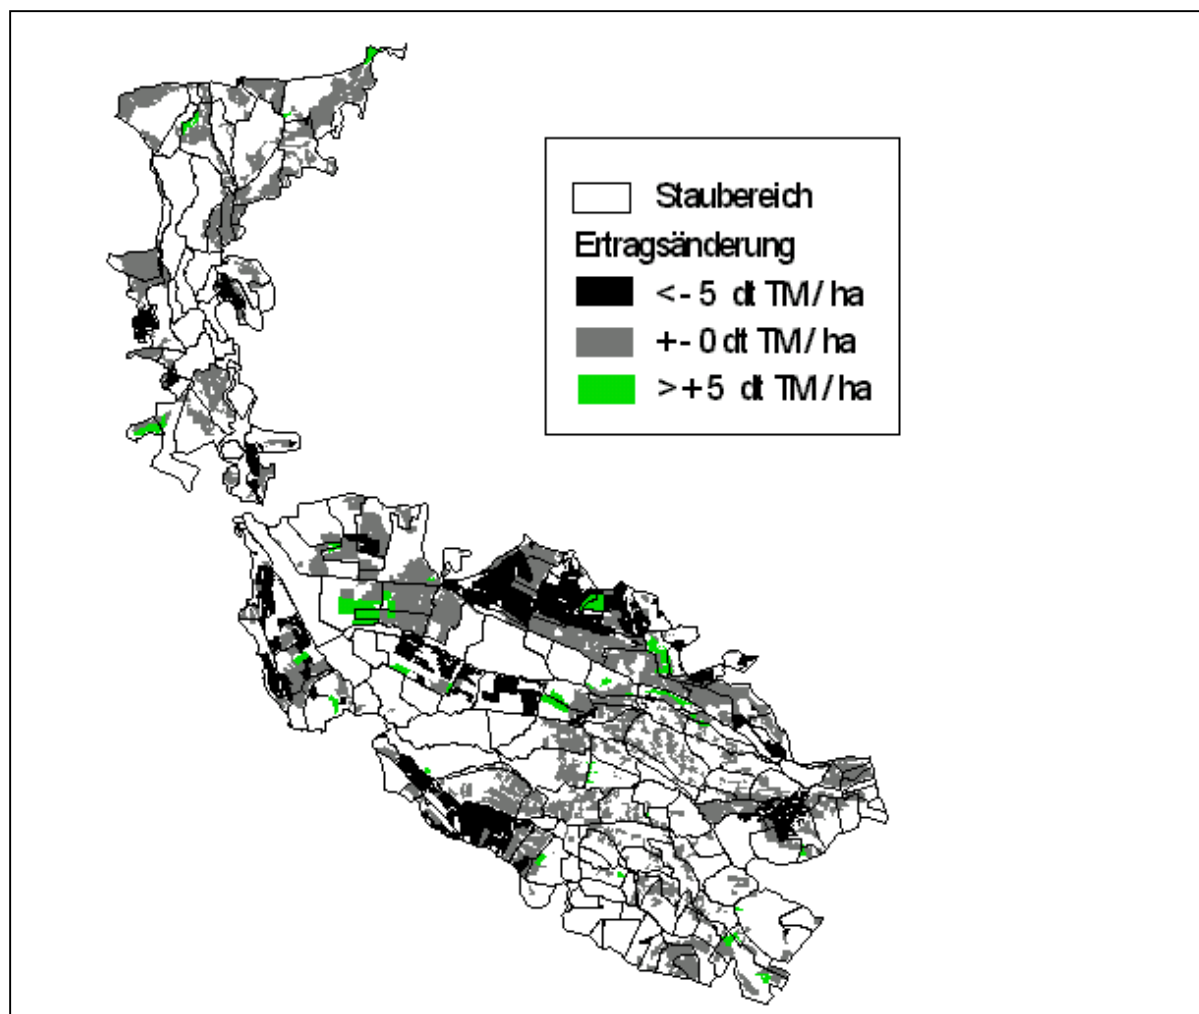 Staubereich
Ertragsänderung
<- 5 dt TM / ha
+- 0 dt TM / ha
>+ 5 dt TM / ha